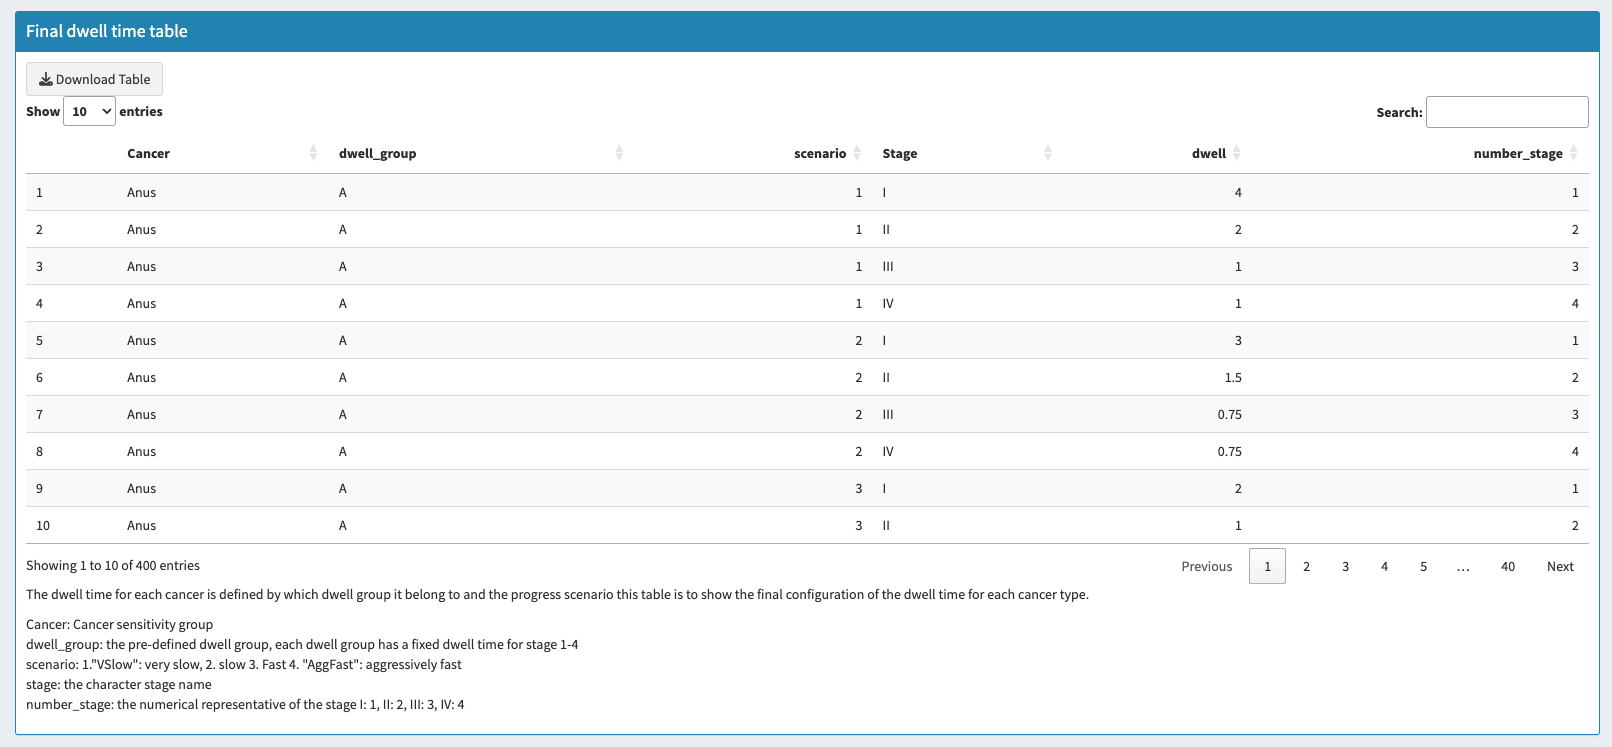 Final dwell time table
Download Table
Show 10 entries
Search:
Cancer dwell_group scenario Stage dwell number_stage
1 Anus A 1 I 4 1
2 Anus A 1 II 2 2
3 Anus A 1 III 1 3
4 Anus A 1 IV 1 4
5 Anus A 2 I 3 1
6 Anus A 2 II 1.5 2
7 Anus A 2 III 0.75 3
8 Anus A 2 IV 0.75 4
9 Anus A 3 I 2 1
10 Anus A 3 II 1 2
Showing 1 to 10 of 400 entries
Previous 1 2 3 4 5 … 40 Next
The dwell time for each cancer is defined by which dwell group it belong to and the progress scenario this table is to show the final configuration of the dwell time for each cancer type.
Cancer: Cancer sensitivity group
dwell_group: the pre-defined dwell group, each dwell group has a fixed dwell time for stage 1-4
scenario: 1."VSlow": very slow, 2. slow 3. Fast 4. "AggFast": aggressively fast
stage: the character stage name
number_stage: the numerical representative of the stage I: 1, II: 2, III: 3, IV: 4